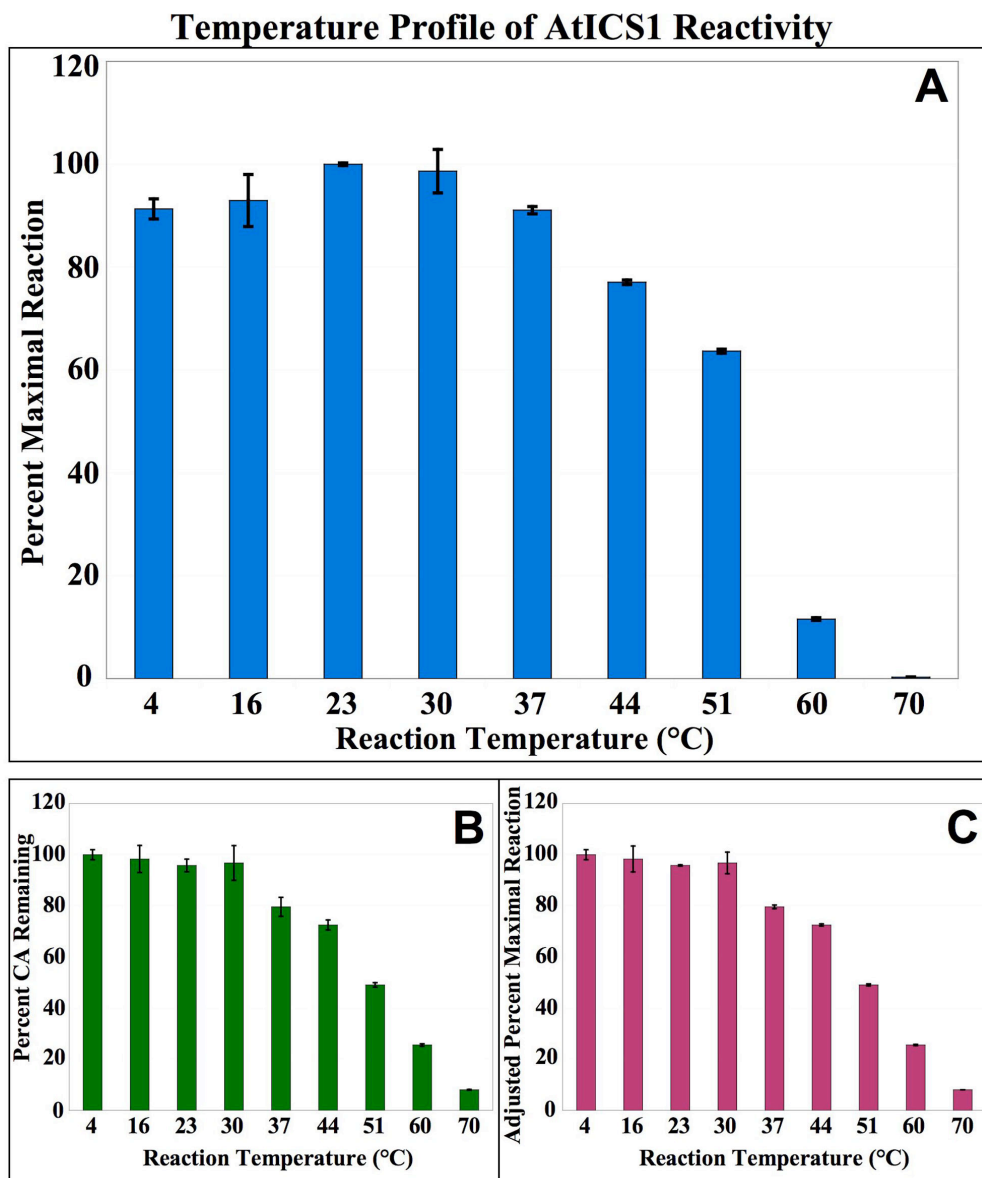 Temperature Profile of AtICS1 Reactivity
A
Percent Maximal Reaction
120
100
80
60
40
20
0
4 16 23 30 37 44 51 60 70
Reaction Temperature (°C)
B
Percent CA Remaining
120
100
80
60
40
20
0
4 16 23 30 37 44 51 60 70
Reaction Temperature (°C)
C
Adjusted Percent Maximal Reaction
120
100
80
60
40
20
0
4 16 23 30 37 44 51 60 70
Reaction Temperature (°C)